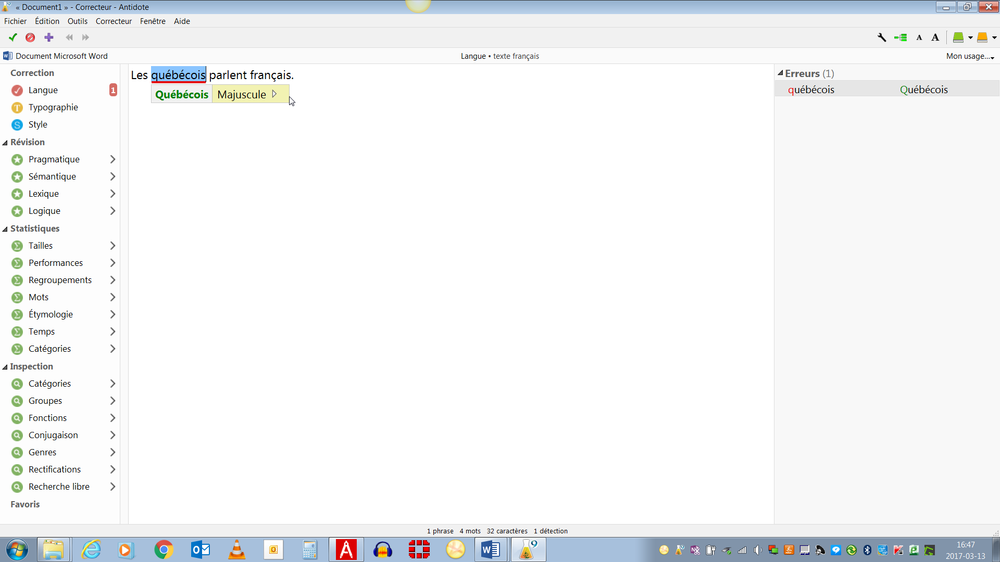 « Document1 » - Correcteur - Antidote
Fichier Édition Outils Correcteur Fenêtre Aide
Document Microsoft Word
Langue • texte français
Mon usage...
Correction
Langue 1
Typographie
Style
Révision
Pragmatique
Sémantique
Lexique
Logique
Statistiques
Tailles
Performances
Regroupements
Mots
Étymologie
Temps
Catégories
Inspection
Catégories
Groupes
Fonctions
Conjugaison
Genres
Rectifications
Recherche libre
Favoris
Les québécois parlent français.
Québécois Majuscule
Erreurs (1)
québécois Québécois
1 phrase 4 mots 32 caractères 1 détection
16:47
2017-03-13